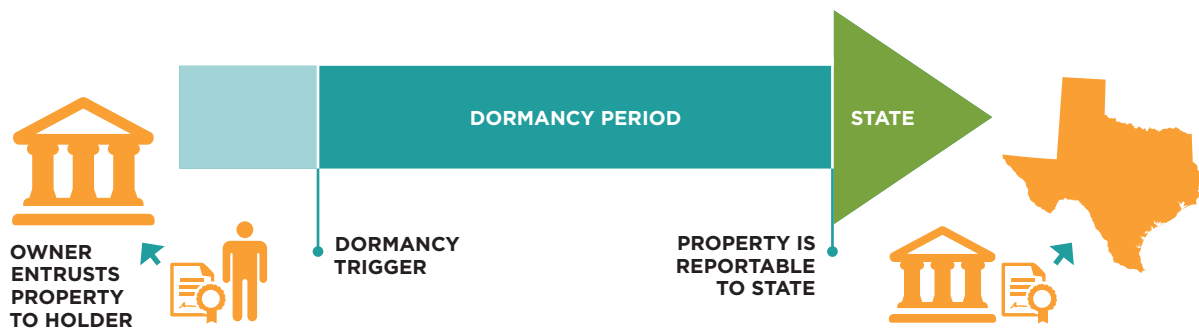 DORMANCY PERIOD
STATE
OWNER
ENTRUSTS
PROPERTY
TO HOLDER
DORMANCY
TRIGGER
PROPERTY IS
REPORTABLE
TO STATE